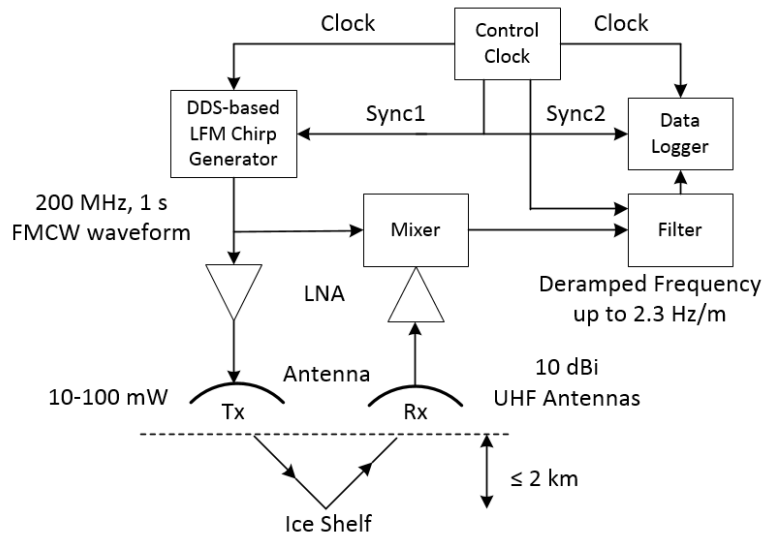 Clock
Control
Clock
Clock
DDS-based
LFM Chirp
Generator
Sync1
Sync2
Data
Logger
200 MHz, 1 s
FMCW waveform
Mixer
Filter
LNA
Deramped Frequency
up to 2.3 Hz/m
10-100 mW
Antenna
10 dBi
UHF Antennas
Tx
Rx
≤ 2 km
Ice Shelf